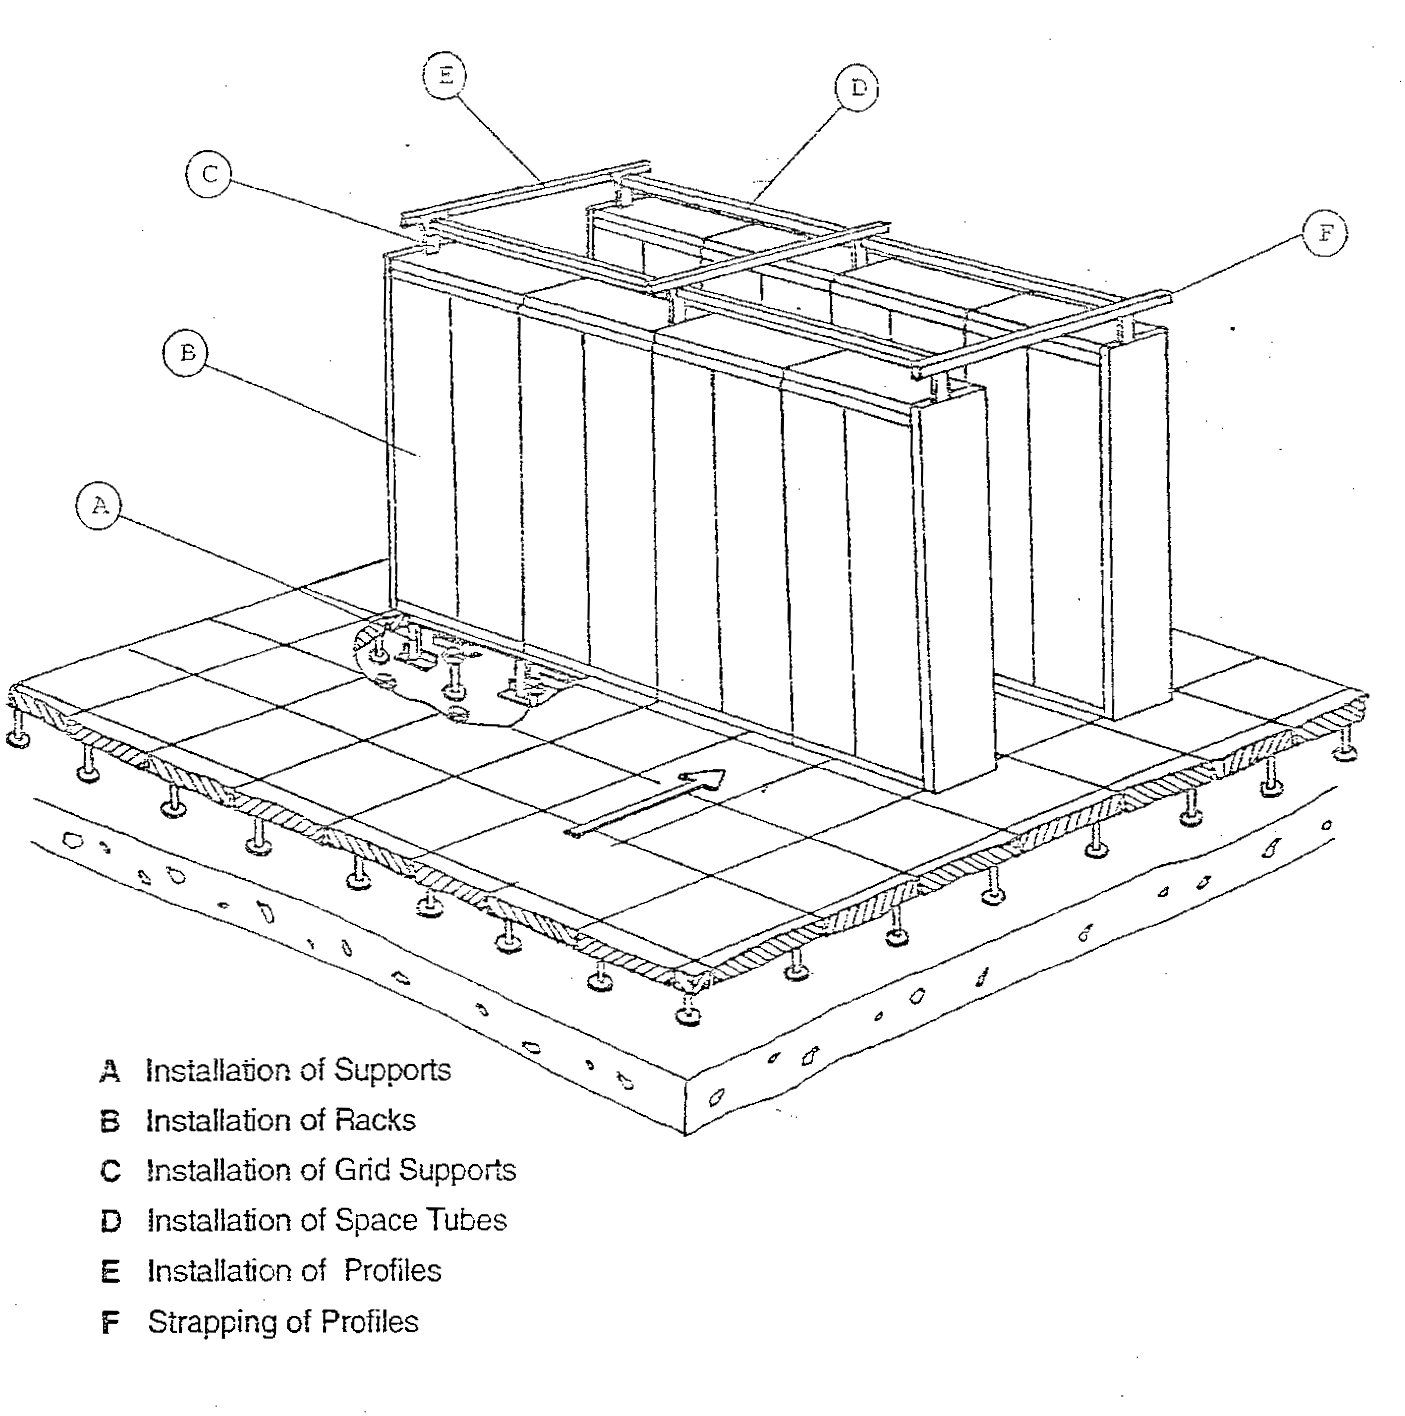 E
D
C
F
B
A
A Installation of Supports
B Installation of Racks
C Installation of Grid Supports
D Installation of Space Tubes
E Installation of Profiles
F Strapping of Profiles